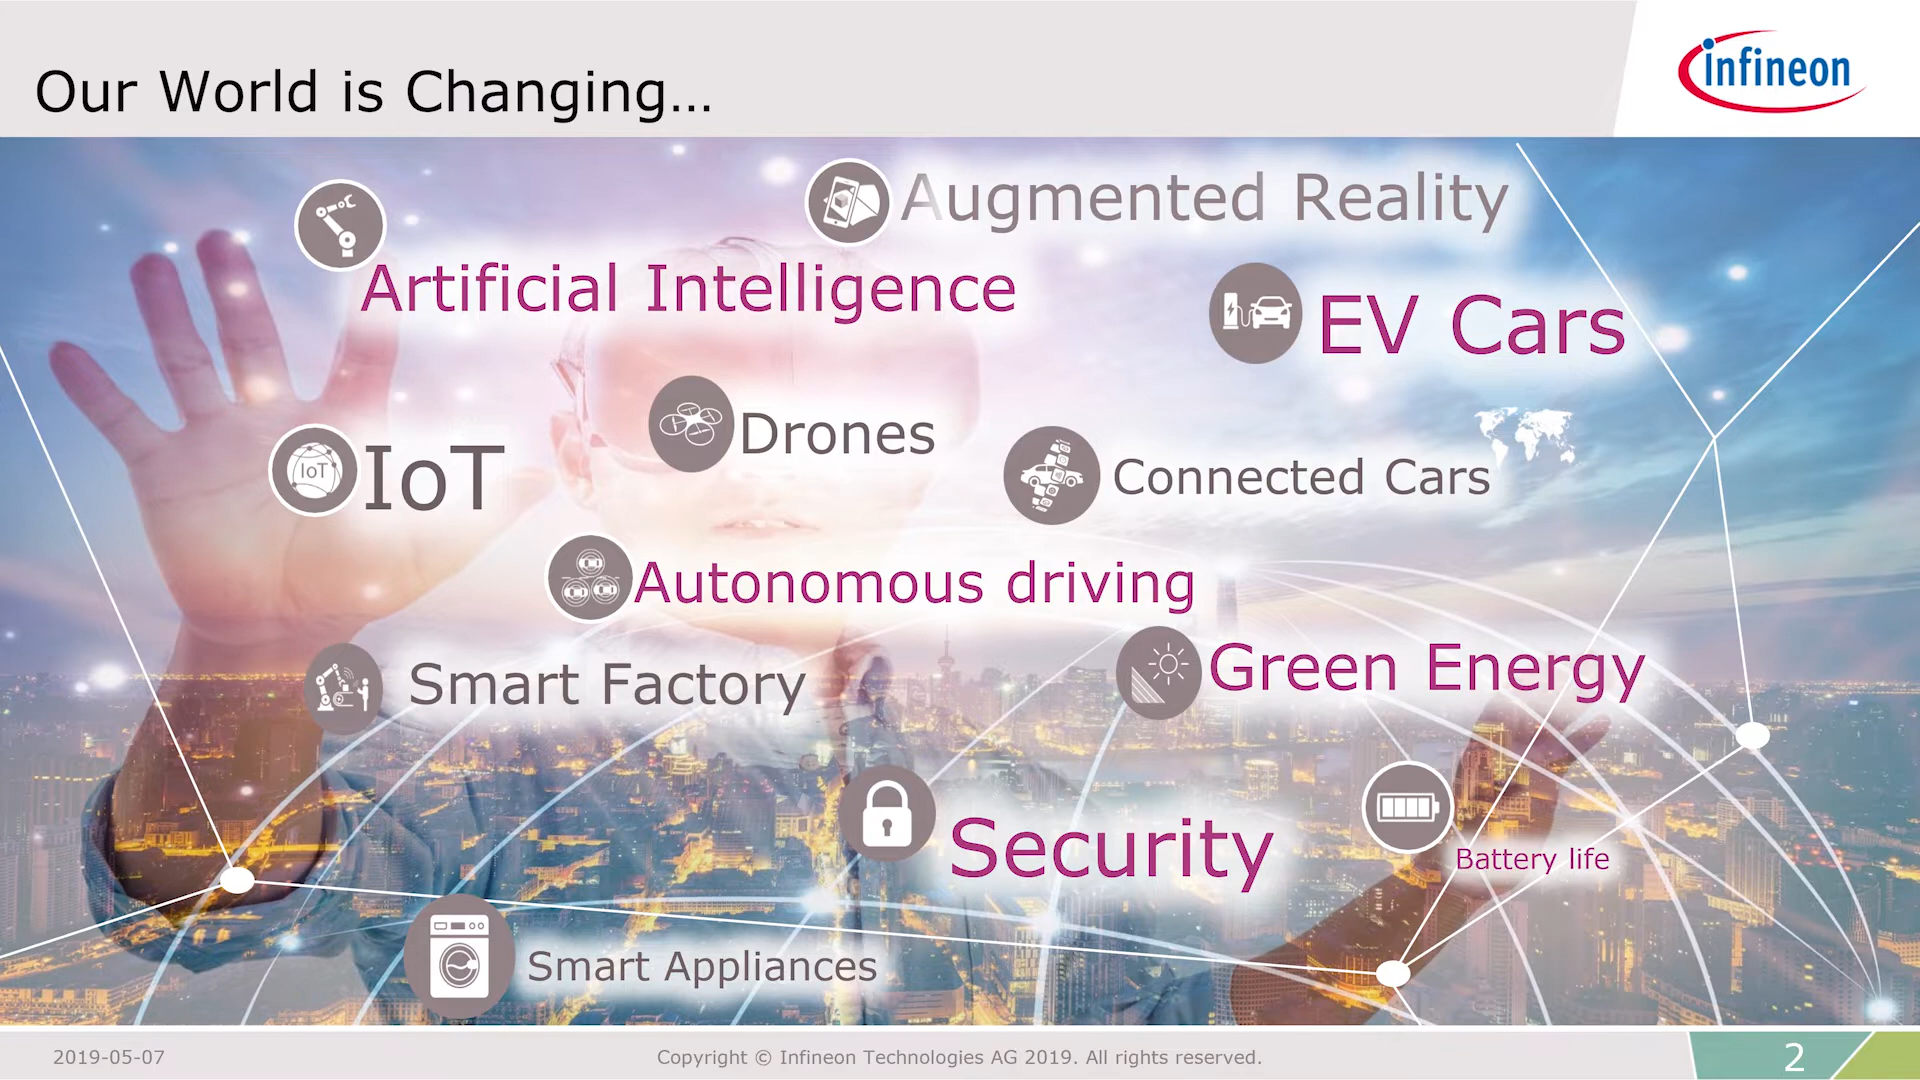 Our World is Changing...
infineon
Augmented Reality
Artificial Intelligence
EV Cars
Drones
IoT
IoT
Connected Cars
Autonomous driving
Green Energy
Smart Factory
Security
Battery life
Smart Appliances
2019-05-07
Copyright © Infineon Technologies AG 2019. All rights reserved.
2